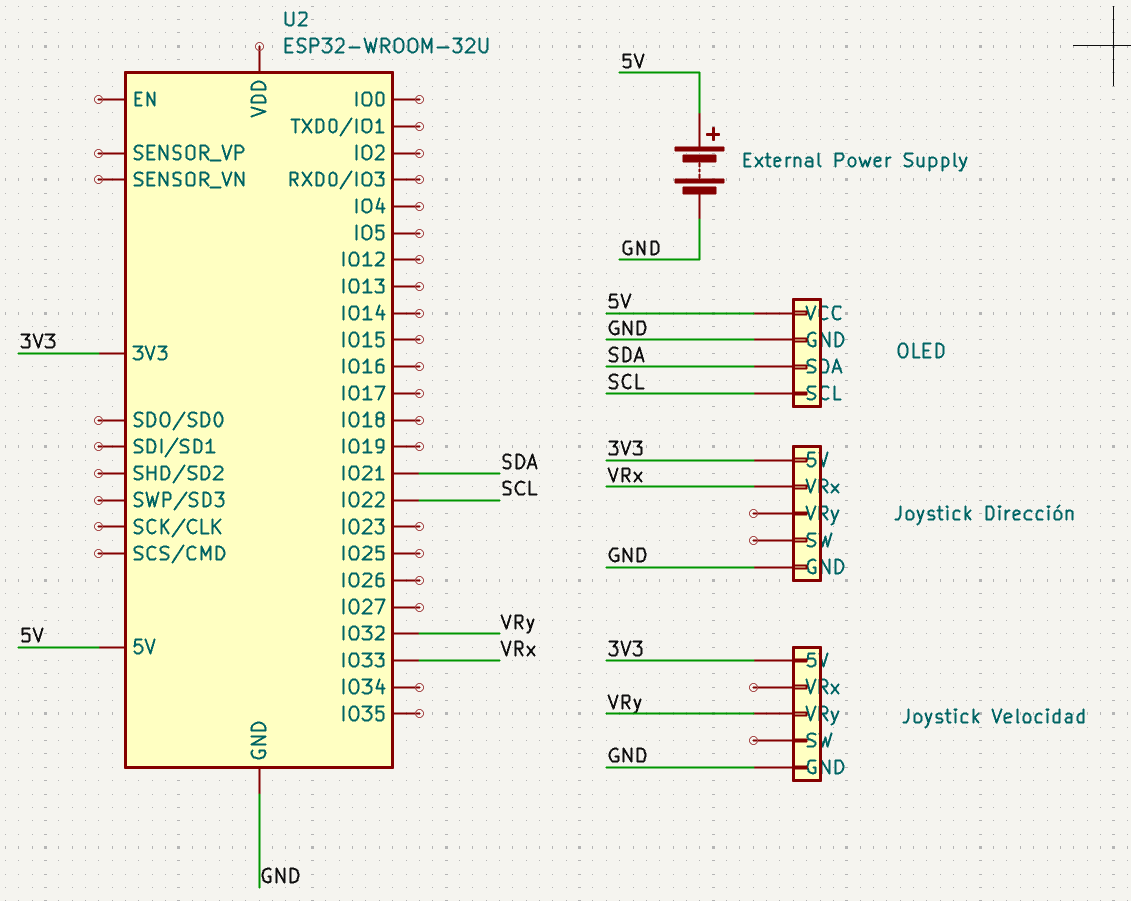 U2
ESP32-WROOM-32U
VDD
EN
SENSOR_VP
SENSOR_VN
3V3
3V3
SDO/SD0
SDI/SD1
SHD/SD2
SWP/SD3
SCK/CLK
SCS/CMD
5V
5V
GND
GND
IO0
TXD0/IO1
IO2
RXD0/IO3
IO4
IO5
IO12
IO13
IO14
IO15
IO16
IO17
IO18
IO19
IO21 SDA
IO22 SCL
IO23
IO25
IO26
IO27
IO32 VRy
IO33 VRx
IO34
IO35
5V
+
External Power Supply
GND
5V VCC
GND GND
SDA SDA
SCL SCL
OLED
3V3 5V
VRx VRx
VRy
SW
GND GND
Joystick Dirección
3V3 5V
VRx
VRy VRy
SW
GND GND
Joystick Velocidad